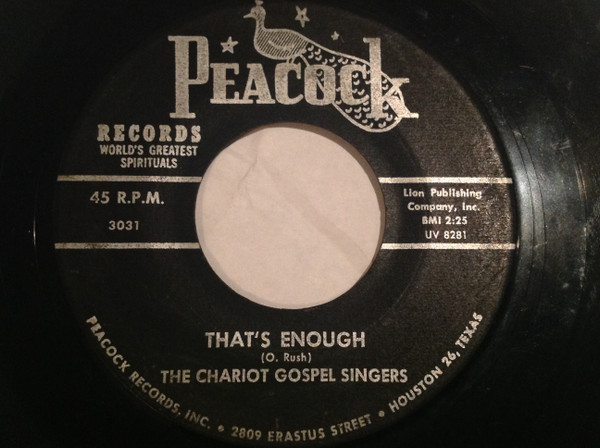 PEACOCK
RECORDS
WORLD'S GREATEST
SPIRITUALS
45 R.P.M.
3031
Lion Publishing
Company, Inc.
BMI 2:25
UV 8281
THAT'S ENOUGH
(O. Rush)
THE CHARIOT GOSPEL SINGERS
PEACOCK RECORDS, INC. • 2809 ERASTUS STREET • HOUSTON 26, TEXAS